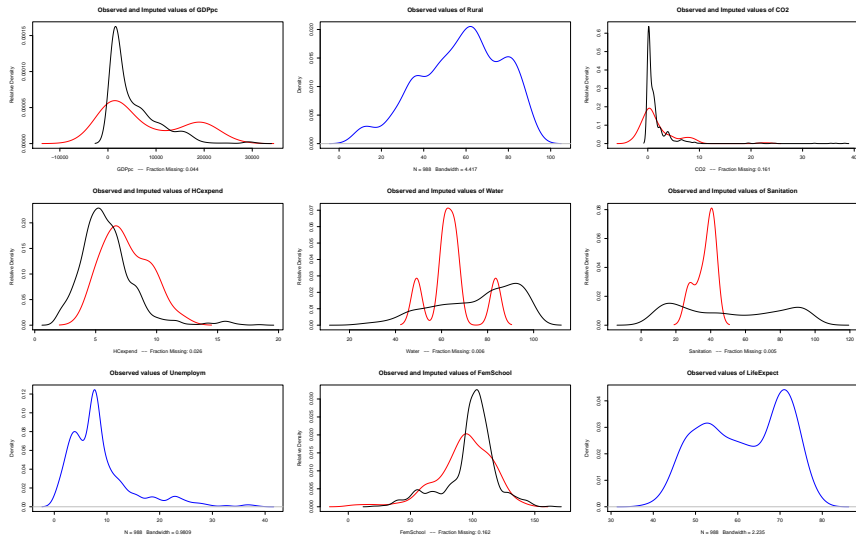 Observed and Imputed values of GDPpc
Relative Density
0.00000 0.00005 0.00010 0.00015
-10000 0 10000 20000 30000
GDPpc --- Fraction Missing: 0.044
Observed values of Rural
Density
0.000 0.005 0.010 0.015 0.020
0 20 40 60 80 100
N = 988 Bandwidth = 4.417
Observed and Imputed values of CO2
Relative Density
0.0 0.1 0.2 0.3 0.4 0.5 0.6
0 10 20 30 40
CO2 --- Fraction Missing: 0.161
Observed and Imputed values of HCexpend
Relative Density
0.00 0.05 0.10 0.15 0.20
0 5 10 15 20
HCexpend --- Fraction Missing: 0.026
Observed and Imputed values of Water
Relative Density
0.00 0.01 0.02 0.03 0.04 0.05 0.06 0.07
20 40 60 80 100
Water --- Fraction Missing: 0.006
Observed and Imputed values of Sanitation
Relative Density
0.00 0.02 0.04 0.06 0.08
0 20 40 60 80 100 120
Sanitation --- Fraction Missing: 0.005
Observed values of Unemploym
Density
0.00 0.02 0.04 0.06 0.08 0.10 0.12
0 10 20 30 40
N = 988 Bandwidth = 0.9809
Observed and Imputed values of FemSchool
Relative Density
0.000 0.005 0.010 0.015 0.020 0.025 0.030
0 50 100 150
FemSchool --- Fraction Missing: 0.162
Observed values of LifeExpect
Density
0.00 0.01 0.02 0.03 0.04
30 40 50 60 70 80
N = 988 Bandwidth = 2.235